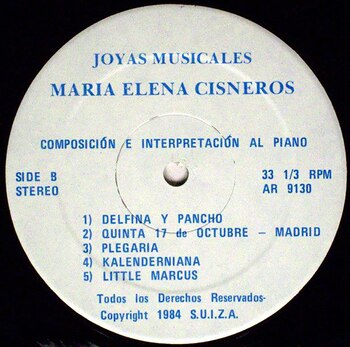 JOYAS MUSICALES
MARIA ELENA CISNEROS
COMPOSICIÓN E INTERPRETACIÓN AL PIANO
SIDE B 33 1/3 RPM
STEREO AR 9130
1) DELFINA Y PANCHO
2) QUINTA 17 de OCTUBRE – MADRID
3) PLEGARIA
4) KALENDERNIANA
5) LITTLE MARCUS
Todos los Derechos Reservados-
Copyright 1984 S.U.I.Z.A.